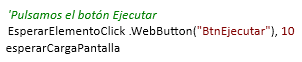 'Pulsamos el botón Ejecutar
EsperarElementoClick .WebButton("BtnEjecutar"), 10
esperarCargaPantalla